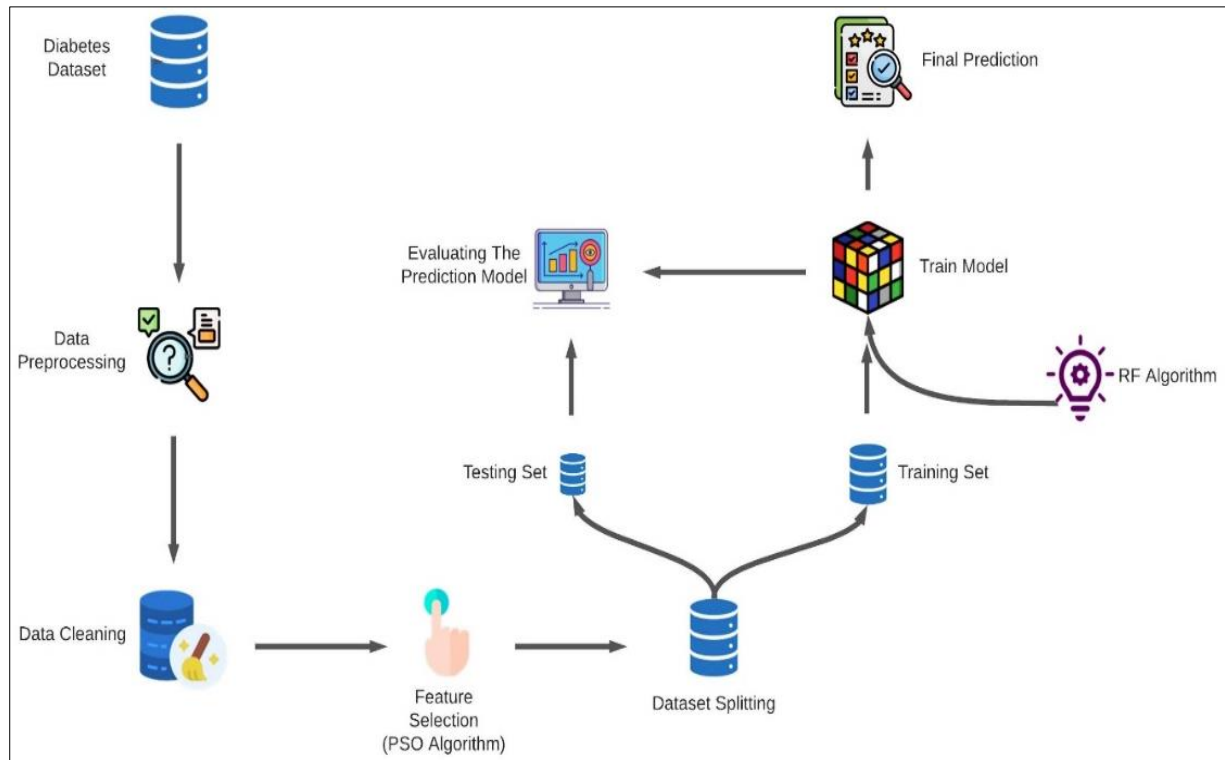 Diabetes
Dataset
Data
Preprocessing
Data Cleaning
Feature
Selection
(PSO Algorithm)
Dataset Splitting
Testing Set
Training Set
Evaluating The
Prediction Model
Train Model
RF Algorithm
Final Prediction